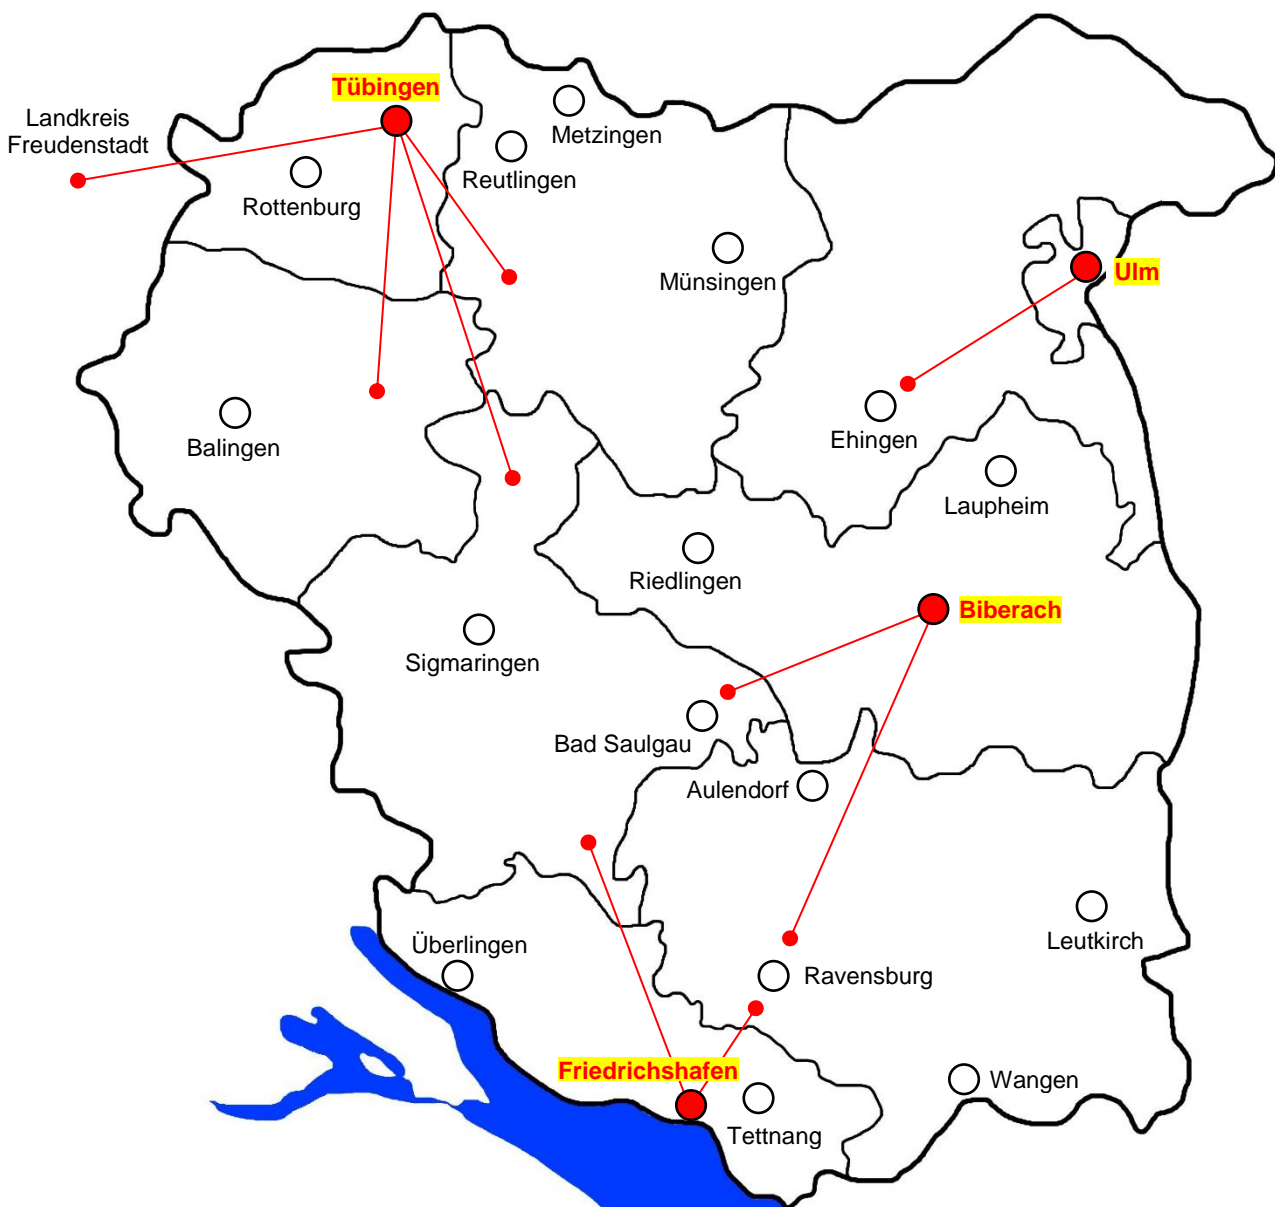 Tübingen
Metzingen
Landkreis
Freudenstadt
Reutlingen
Rottenburg
Münsingen
Ulm
Balingen
Ehingen
Laupheim
Riedlingen
Biberach
Sigmaringen
Bad Saulgau
Aulendorf
Überlingen
Leutkirch
Ravensburg
Friedrichshafen
Wangen
Tettnang